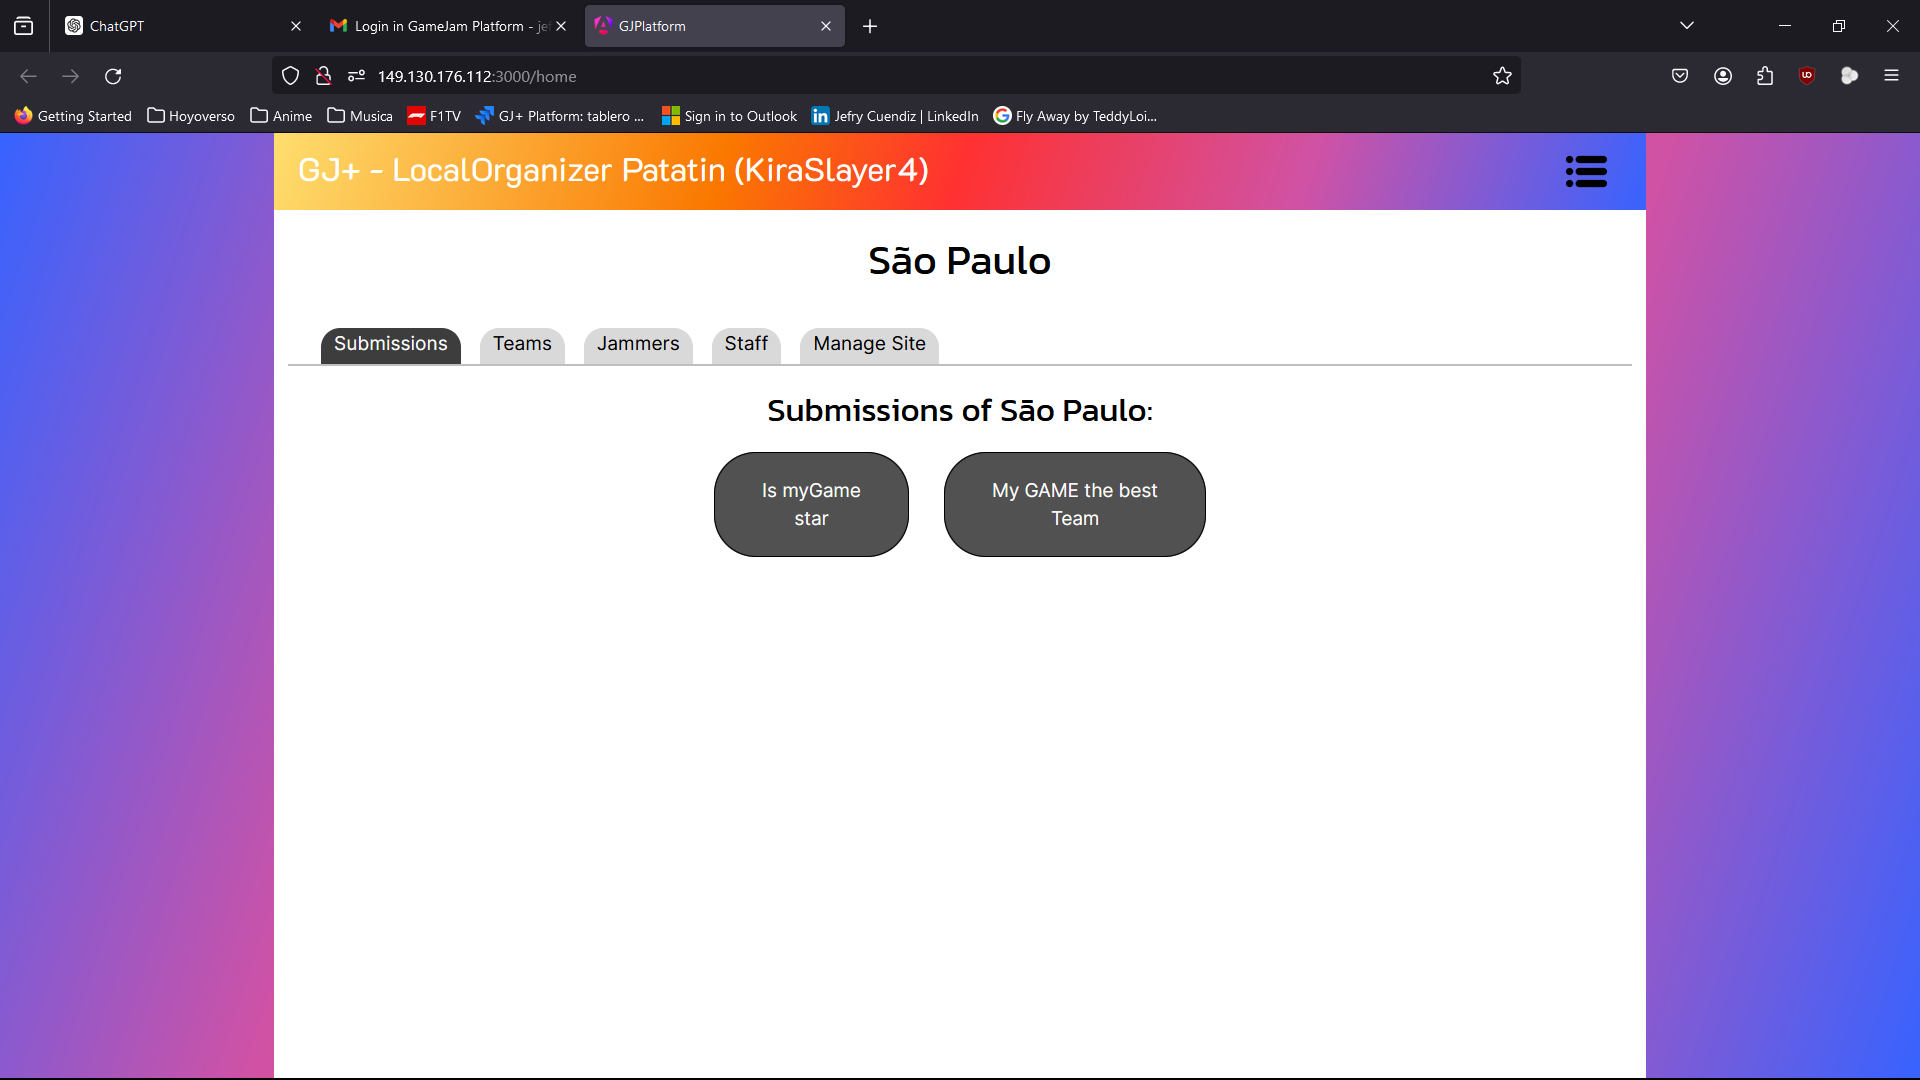 ChatGPT
Login in GameJam Platform - jef
GJPlatform
149.130.176.112:3000/home
Getting Started
Hoyoverso
Anime
Musica
F1TV
GJ+ Platform: tablero ...
Sign in to Outlook
Jefry Cuendiz | LinkedIn
Fly Away by TeddyLoi...
GJ+ - LocalOrganizer Patatin (KiraSlayer4)
São Paulo
Submissions
Teams
Jammers
Staff
Manage Site
Submissions of São Paulo:
Is myGame
star
My GAME the best
Team